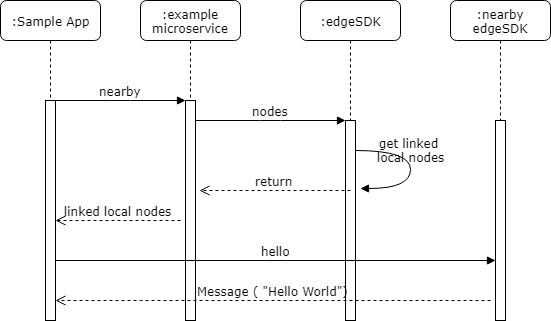 :Sample App
:example
microservice
:edgeSDK
:nearby
edgeSDK
nearby
nodes
get linked
local nodes
return
linked local nodes
hello
Message ( "Hello World")